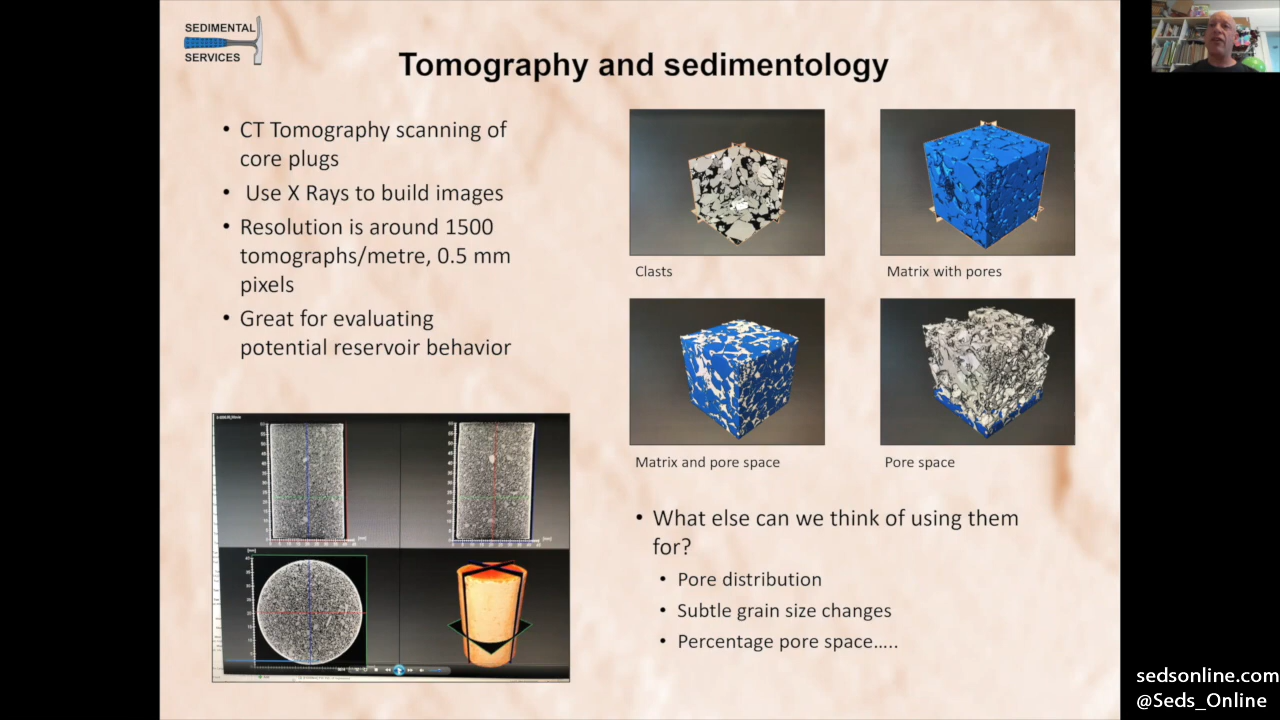 SEDIMENTAL
SERVICES
Tomography and sedimentology
• CT Tomography scanning of
core plugs
• Use X Rays to build images
• Resolution is around 1500
tomographs/metre, 0.5 mm
pixels
• Great for evaluating
potential reservoir behavior
Clasts
Matrix with pores
Matrix and pore space
Pore space
• What else can we think of using them
for?
• Pore distribution
• Subtle grain size changes
• Percentage pore space.....
sedsonline.com
@Seds_Online